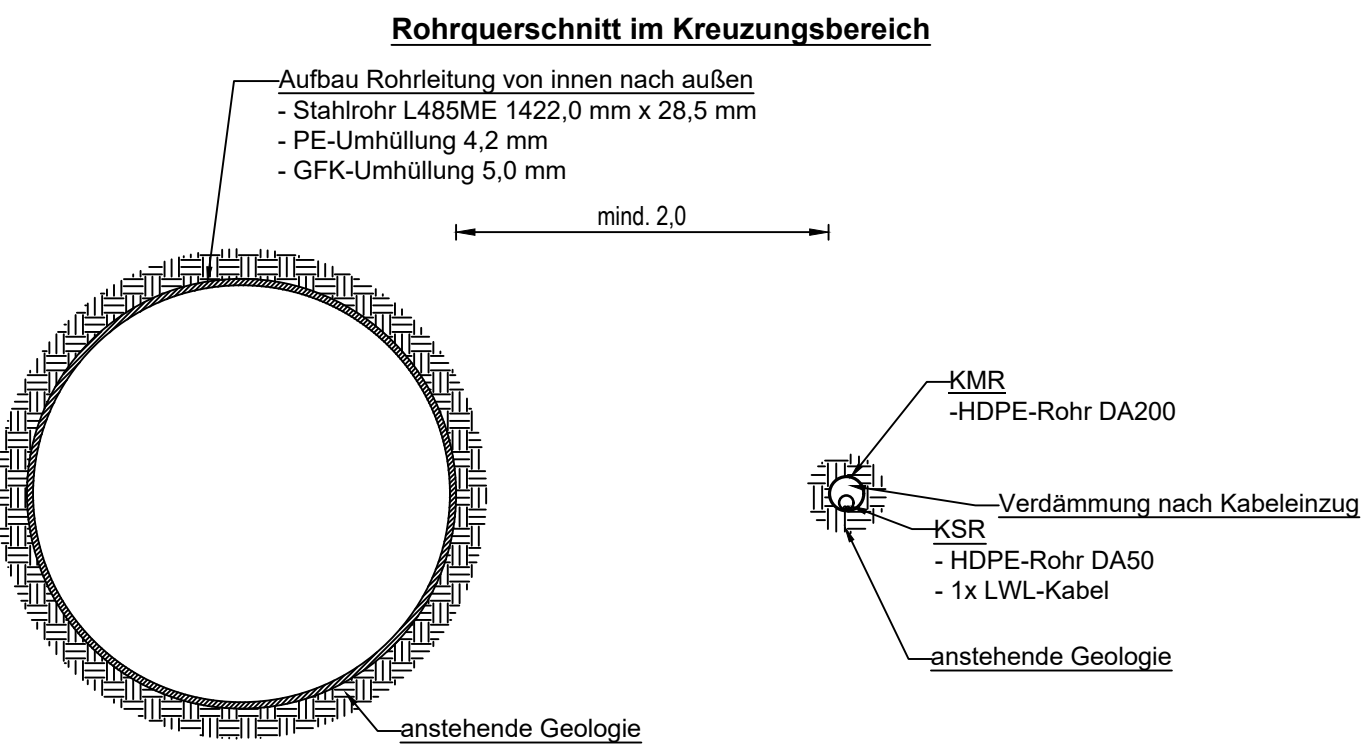 Rohrquerschnitt im Kreuzungsbereich
Aufbau Rohrleitung von innen nach außen
- Stahlrohr L485ME 1422,0 mm x 28,5 mm
- PE-Umhüllung 4,2 mm
- GFK-Umhüllung 5,0 mm
mind. 2,0
KMR
-HDPE-Rohr DA200
Verdämmung nach Kabeleinzug
KSR
- HDPE-Rohr DA50
- 1x LWL-Kabel
anstehende Geologie
anstehende Geologie